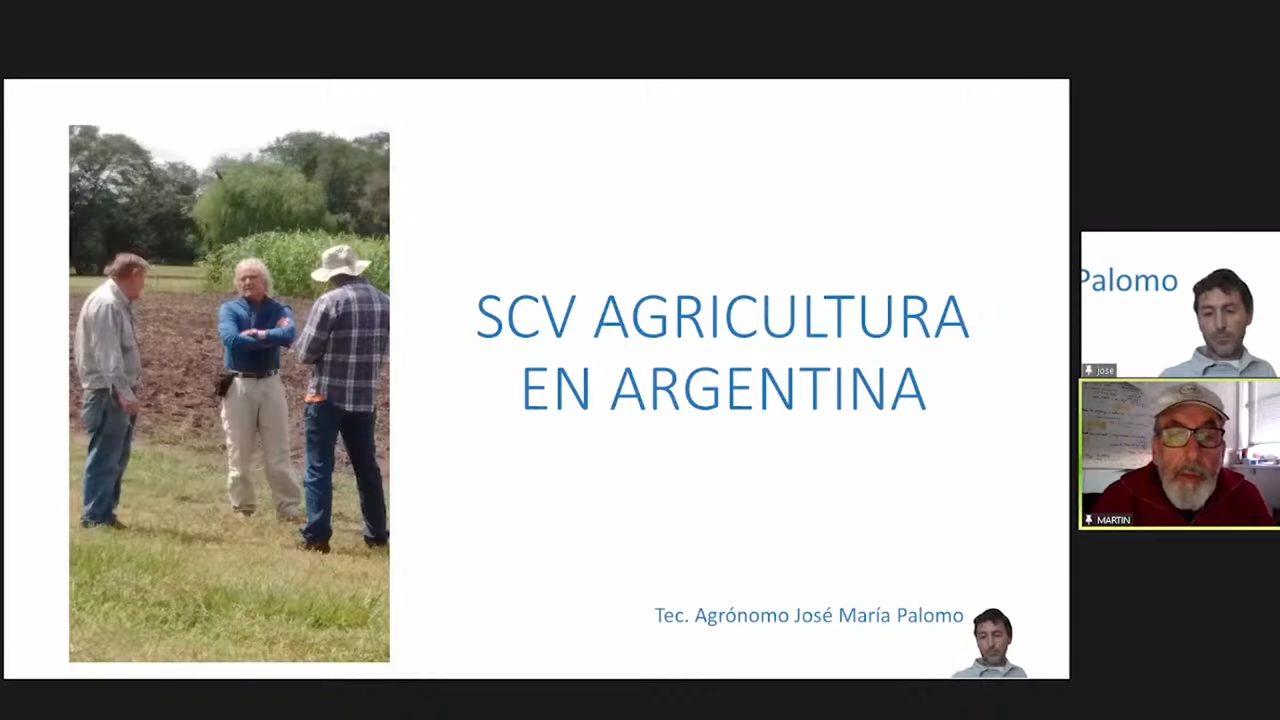 SCV AGRICULTURA
EN ARGENTINA
Tec. Agrónomo José María Palomo
Palomo
jose
MARTIN